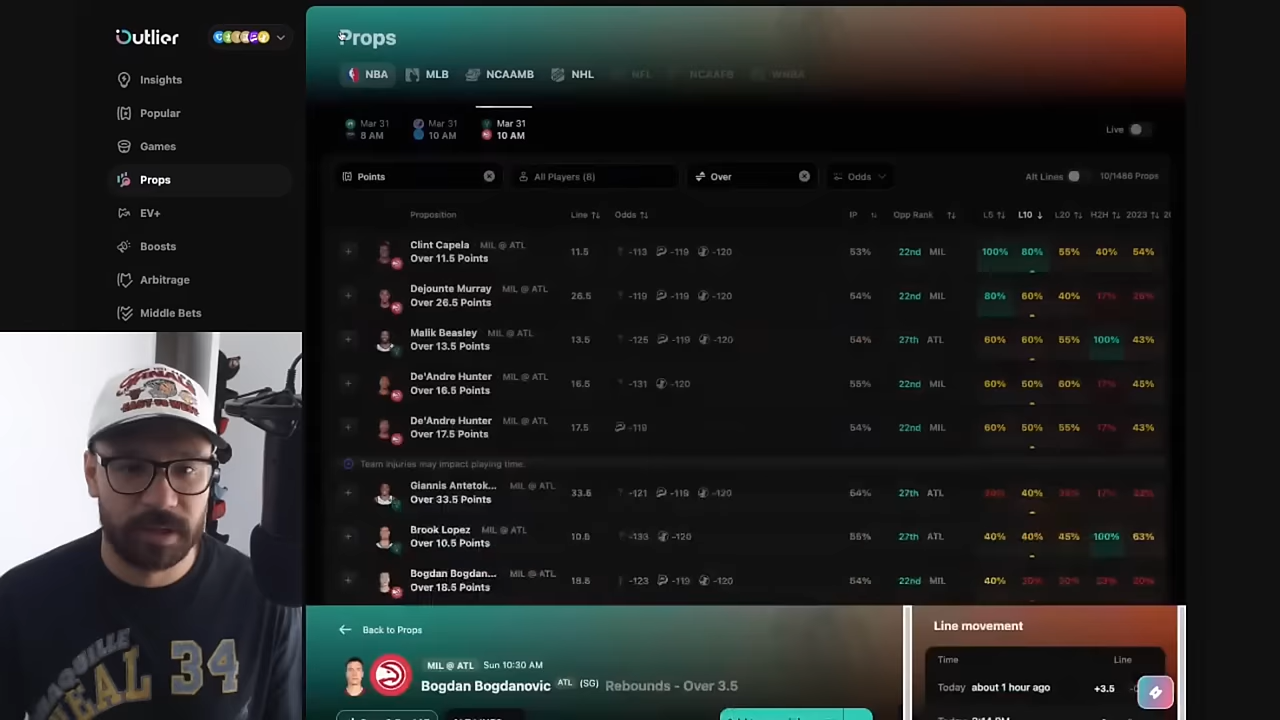 Outlier
Insights
Popular
Games
Props
EV+
Boosts
Arbitrage
Middle Bets
Props
NBA MLB NCAAMB NHL NFL NCAAFB WNBA
Mar 31
8 AM
Mar 31
10 AM
Mar 31
10 AM
Live
Points All Players (8) Over Odds Alt Lines 10/1486 Props
Proposition Line Odds IP Opp Rank L5 L10 L20 H2H 2023
Clint Capela MIL @ ATL
Over 11.5 Points 11.5 -113 -119 -120 53% 22nd MIL 100% 80% 55% 40% 54%
Dejounte Murray MIL @ ATL
Over 26.5 Points 26.5 -119 -119 -120 54% 22nd MIL 80% 60% 40% 17%
Malik Beasley MIL @ ATL
Over 13.5 Points 13.5 -125 -119 -120 54% 27th ATL 60% 60% 55% 100% 43%
De'Andre Hunter MIL @ ATL
Over 16.5 Points 16.5 -131 -120 55% 22nd MIL 60% 60% 60% 17% 45%
De'Andre Hunter MIL @ ATL
Over 17.5 Points 17.5 -119 54% 22nd MIL 60% 50% 55% 17% 43%
Team injuries may impact playing time.
Giannis Antetok... MIL @ ATL
Over 33.5 Points 33.5 -121 -119 -120 54% 27th ATL 40% 17%
Brook Lopez MIL @ ATL
Over 10.5 Points 10.5 -133 -120 55% 27th ATL 40% 40% 45% 100% 63%
Bogdan Bogdan... MIL @ ATL
Over 18.5 Points 18.5 -123 -119 -120 54% 22nd MIL 40%
Back to Props
MIL @ ATL Sun 10:30 AM
Bogdan Bogdanovic ATL (SG) Rebounds - Over 3.5
Line movement
Time Line
Today about 1 hour ago +3.5
FINALS
SHAQUILLE
34